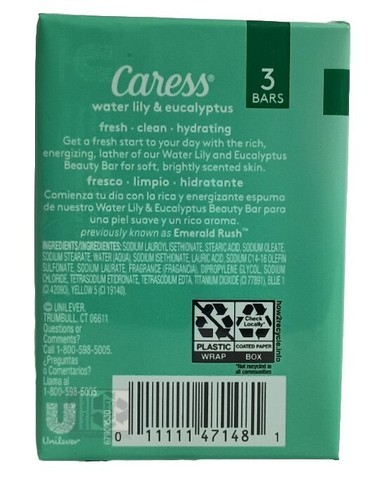 Caress®
3
BARS
water lily & eucalyptus
fresh · clean · hydrating
Get a fresh start to your day with the rich,
energizing, lather of our Water Lily and Eucalyptus
Beauty Bar for soft, brightly scented skin.
fresco · limpio · hidratante
Comienza tu día con la rica y energizante espuma
de nuestro Water Lily & Eucalyptus Beauty Bar para
una piel suave y un rico aroma.
previously known as Emerald Rush™
INGREDIENTS/INGREDIENTES: SODIUM LAUROYL ISETHIONATE, STEARIC ACID, SODIUM OLEATE,
SODIUM STEARATE, WATER (AQUA), SODIUM ISETHIONATE, LAURIC ACID, SODIUM C14-16 OLEFIN
SULFONATE, SODIUM LAURATE, FRAGRANCE (FRAGANCIA), DIPROPYLENE GLYCOL, SODIUM
CHLORIDE, TETRASODIUM ETIDRONATE, TETRASODIUM EDTA, TITANIUM DIOXIDE (CI 77891), BLUE 1
(CI 42090), YELLOW 5 (CI 19140).
© UNILEVER
TRUMBULL, CT 06611
Questions or
Comments?
Call 1-800-598-5005.
¿Preguntas
o Comentarios?
Llama al
1-800-598-5005
Check
Locally*
PLASTIC
WRAP
COATED PAPER
BOX
*Not recycled in
all communities
how2recycle.info
Unilever
0 11111 47148 1